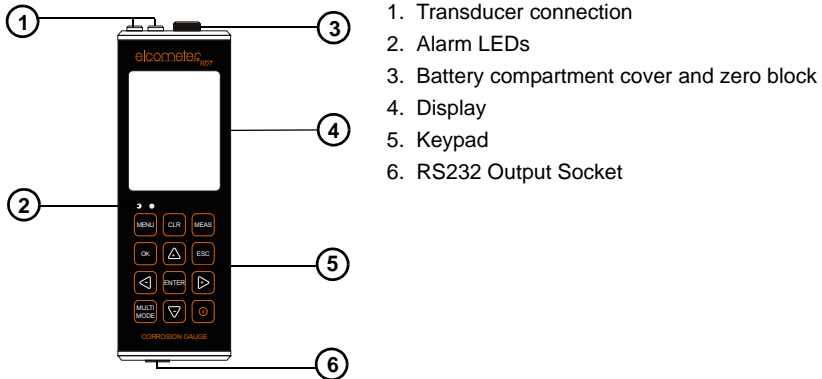 1
2
3
4
5
6
elcometer NDT
MENU CLR MEAS
OK ESC
ENTER
MULTI
MODE
CORROSION GAUGE
1. Transducer connection
2. Alarm LEDs
3. Battery compartment cover and zero block
4. Display
5. Keypad
6. RS232 Output Socket